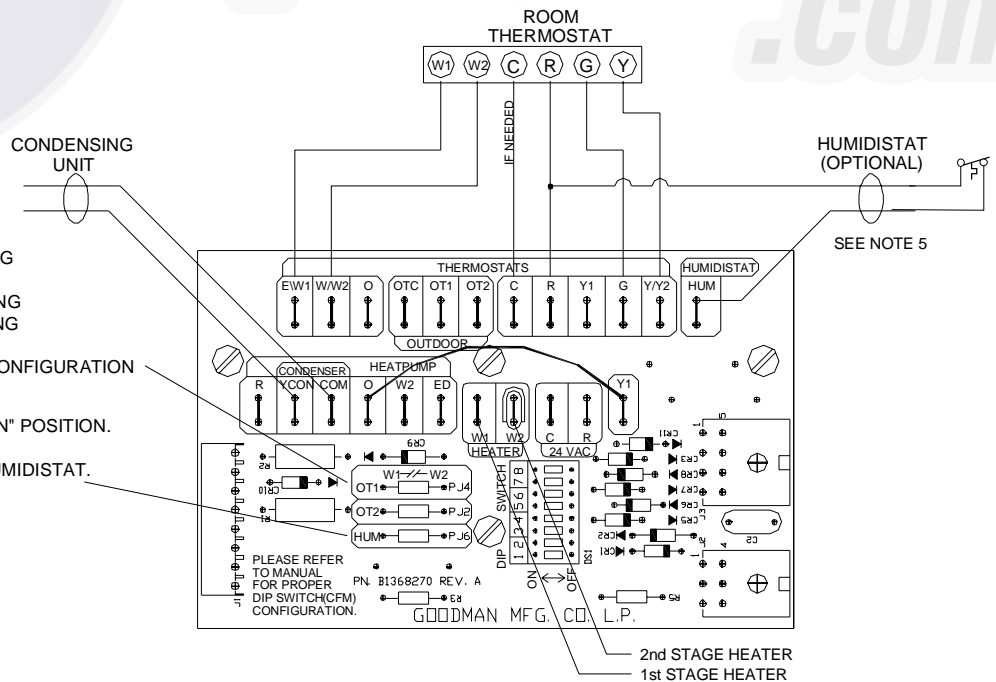 .com
ROOM
THERMOSTAT
W1 W2 C R G Y
IF NEEDED
CONDENSING
UNIT
HUMIDISTAT
(OPTIONAL)
SEE NOTE 5
G
NG
NG
ONFIGURATION
N" POSITION.
UMIDISTAT.
THERMOSTATS
HUMIDISTAT
E/W1 W/W2 O OTC OT1 OT2 C R Y1 G Y/Y2 HUM
OUTDOOR
CONDENSER HEATPUMP
R YCON COM O W2 ED
W1 W2 C R Y1
HEATER 24 VAC
CR9
R2
CR10
R1
J1
W1 W2
OT1 PJ4
OT2 PJ2
HUM PJ6
DIP SWITCH
1 2 3 4 5 6 7 8
ON OFF
DS1
CR11
CR3
CR8
CR7
CR6
CR5
CR2
CR1
1 5
J3
C2
1 4
J2
R5
PLEASE REFER
TO MANUAL
FOR PROPER
DIP SWITCH(CFM)
CONFIGURATION.
PN. B1368270 REV. A
R3
GOODMAN MFG. CO. L.P.
2nd STAGE HEATER
1st STAGE HEATER